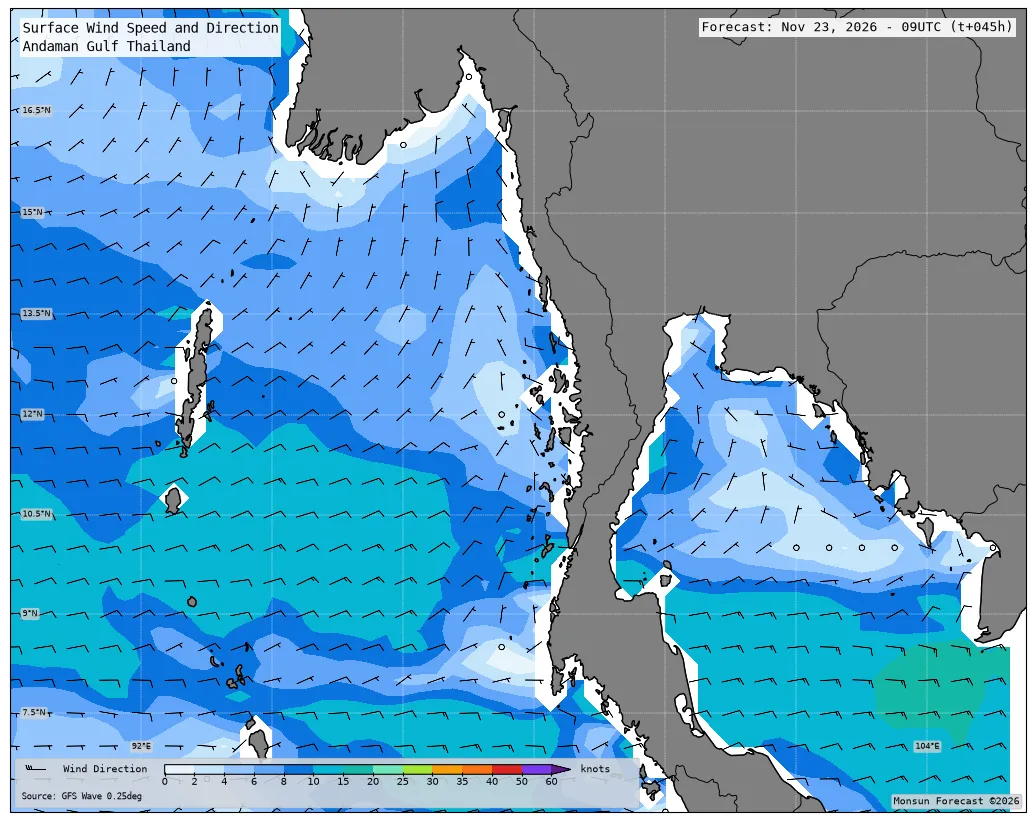 Surface Wind Speed and Direction
Andaman Gulf Thailand
Forecast: Nov 23, 2026 - 09UTC (t+045h)
16.5°N
15°N
13.5°N
12°N
10.5°N
9°N
7.5°N
92°E
104°E
Wind Direction
0 2 4 6 8 10 15 20 25 30 35 40 50 60
knots
Source: GFS Wave 0.25deg
Monsun Forecast ©2026